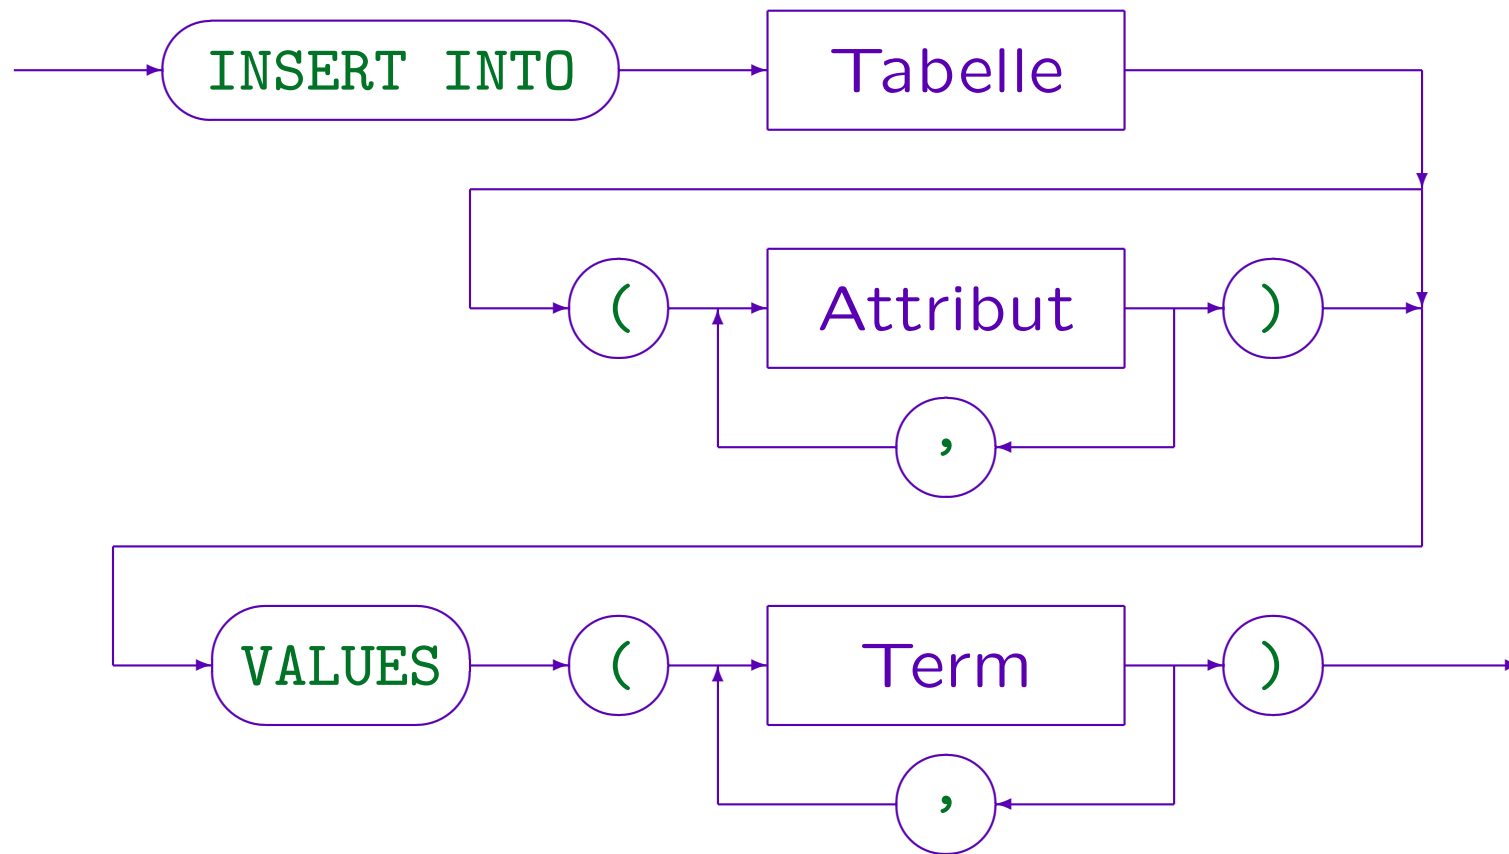 INSERT INTO Tabelle
( Attribut )
,
VALUES ( Term )
,